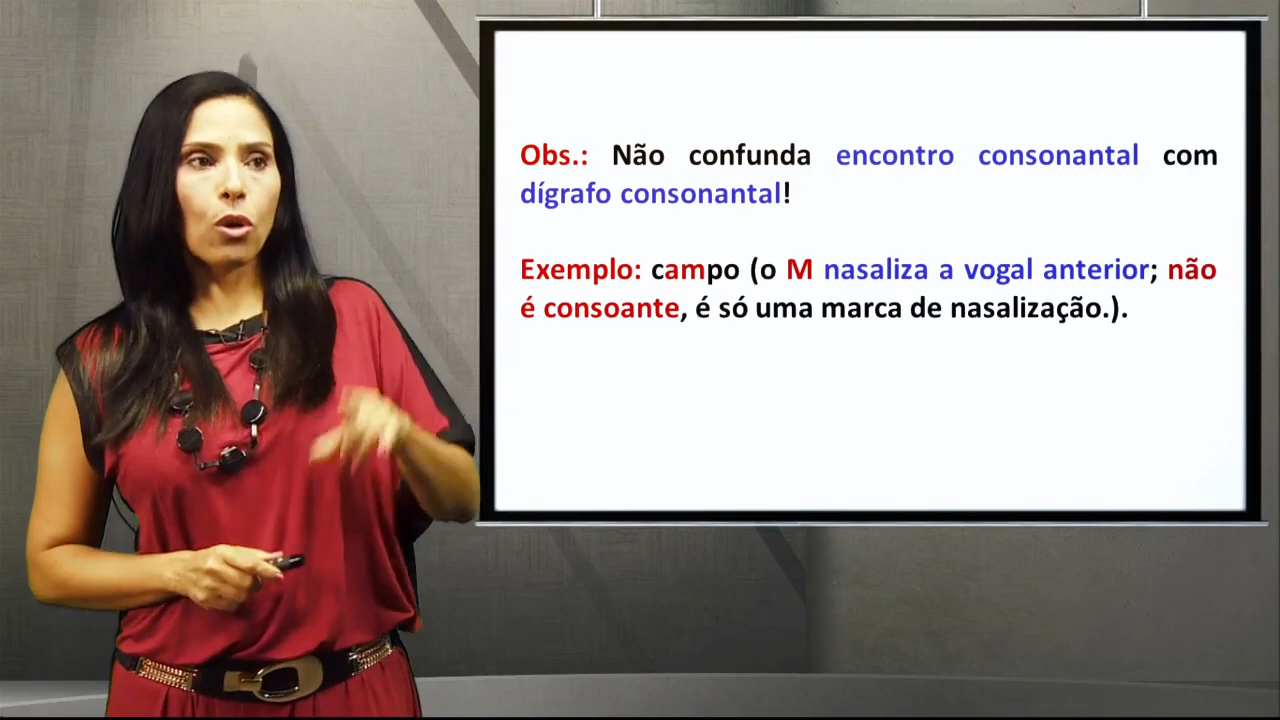 Obs.: Não confunda encontro consonantal com
dígrafo consonantal!
Exemplo: campo (o M nasaliza a vogal anterior; não
é consoante, é só uma marca de nasalização.).